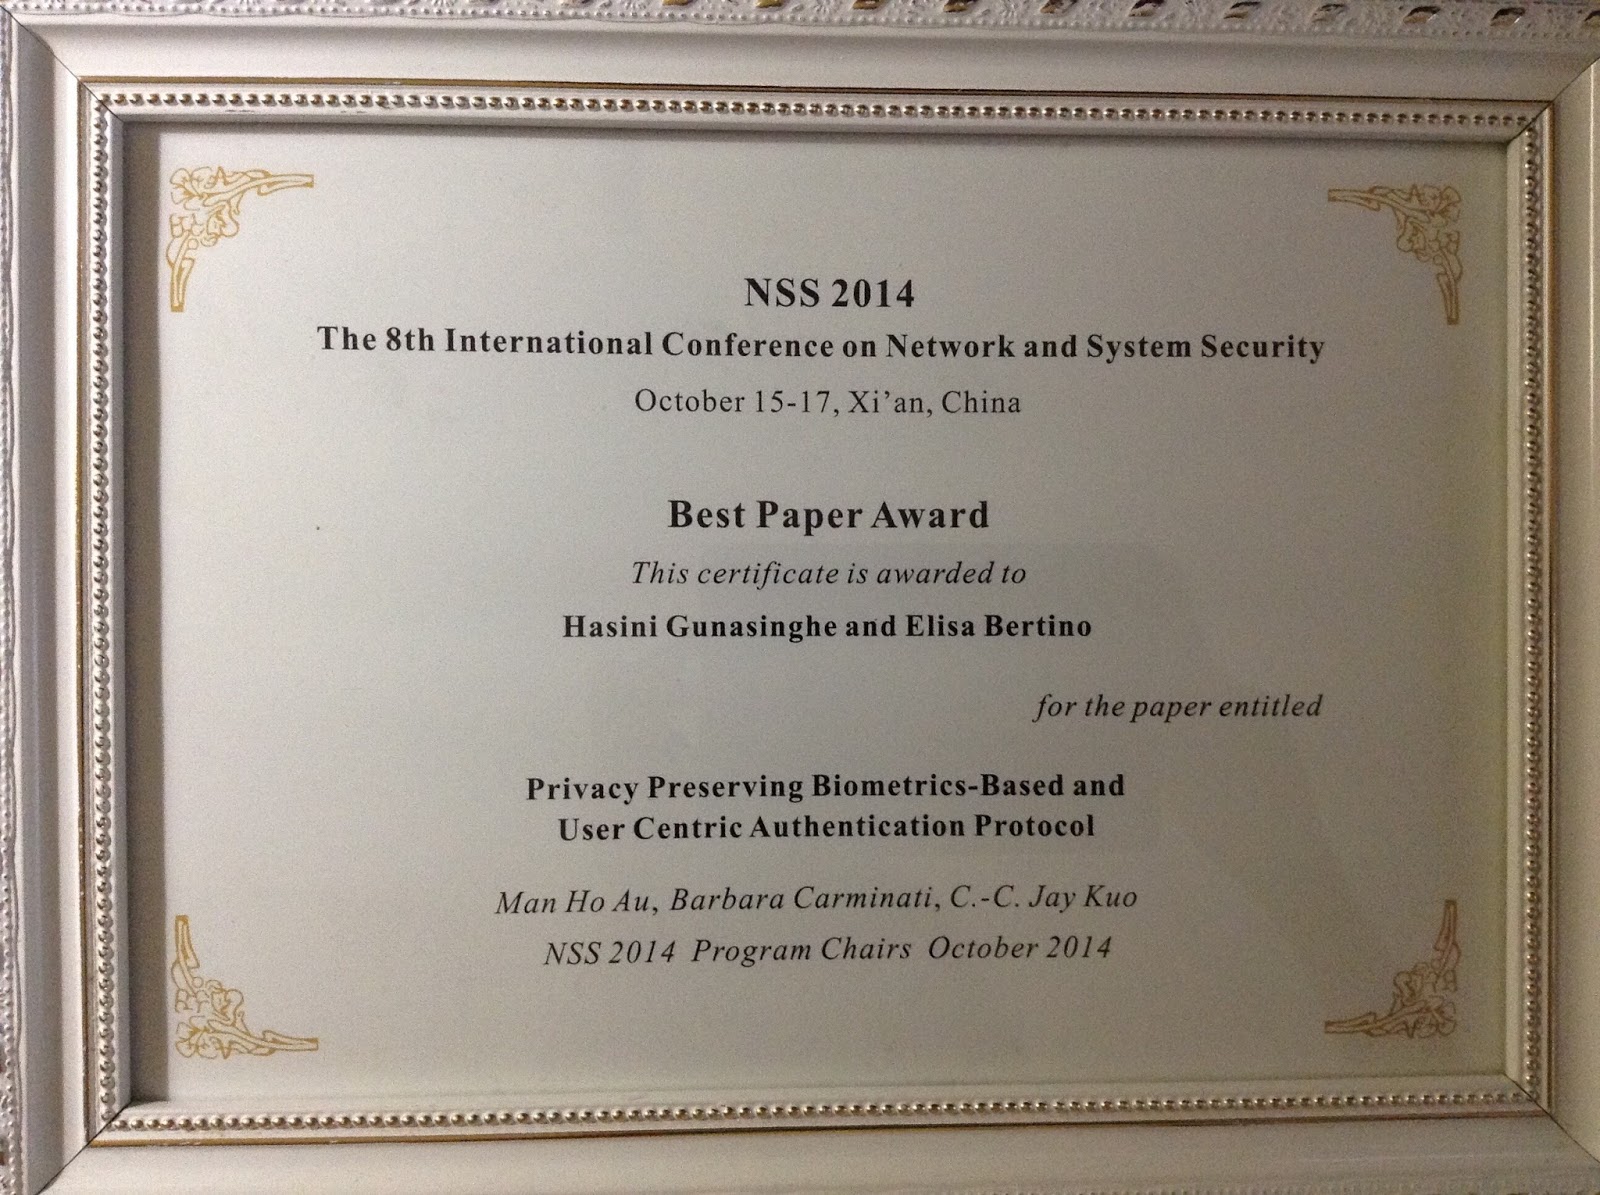 NSS 2014
The 8th International Conference on Network and System Security
October 15-17, Xi’an, China
Best Paper Award
This certificate is awarded to
Hasini Gunasinghe and Elisa Bertino
for the paper entitled
Privacy Preserving Biometrics-Based and
User Centric Authentication Protocol
Man Ho Au, Barbara Carminati, C.-C. Jay Kuo
NSS 2014 Program Chairs October 2014